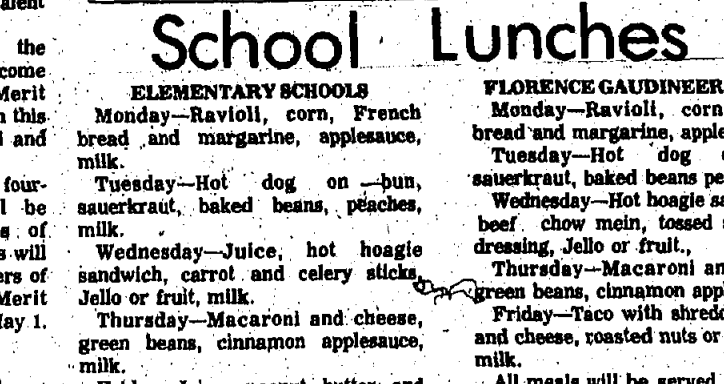 the
come
Merit
this
and
four-
be
of
will
ers of
Merit
May 1.
School Lunches
ELEMENTARY SCHOOLS
Monday—Ravioli, corn, French
bread and margarine, applesauce,
milk.
Tuesday—Hot dog on —bun,
sauerkraut, baked beans, peaches,
milk.
Wednesday—Juice, hot hoagie
sandwich, carrot and celery sticks,
Jello or fruit, milk.
Thursday—Macaroni and cheese,
green beans, cinnamon applesauce,
milk.
FLORENCE GAUDINEER
Monday—Ravioli, corn
bread and margarine, apple
Tuesday—Hot dog
sauerkraut, baked beans pe
Wednesday—Hot hoagie sa
beef chow mein, tossed
dressing, Jello or fruit.,
Thursday—Macaroni an
green beans, cinnamon app
Friday—Taco with shredd
and cheese, roasted nuts or
milk.
All meals will be served